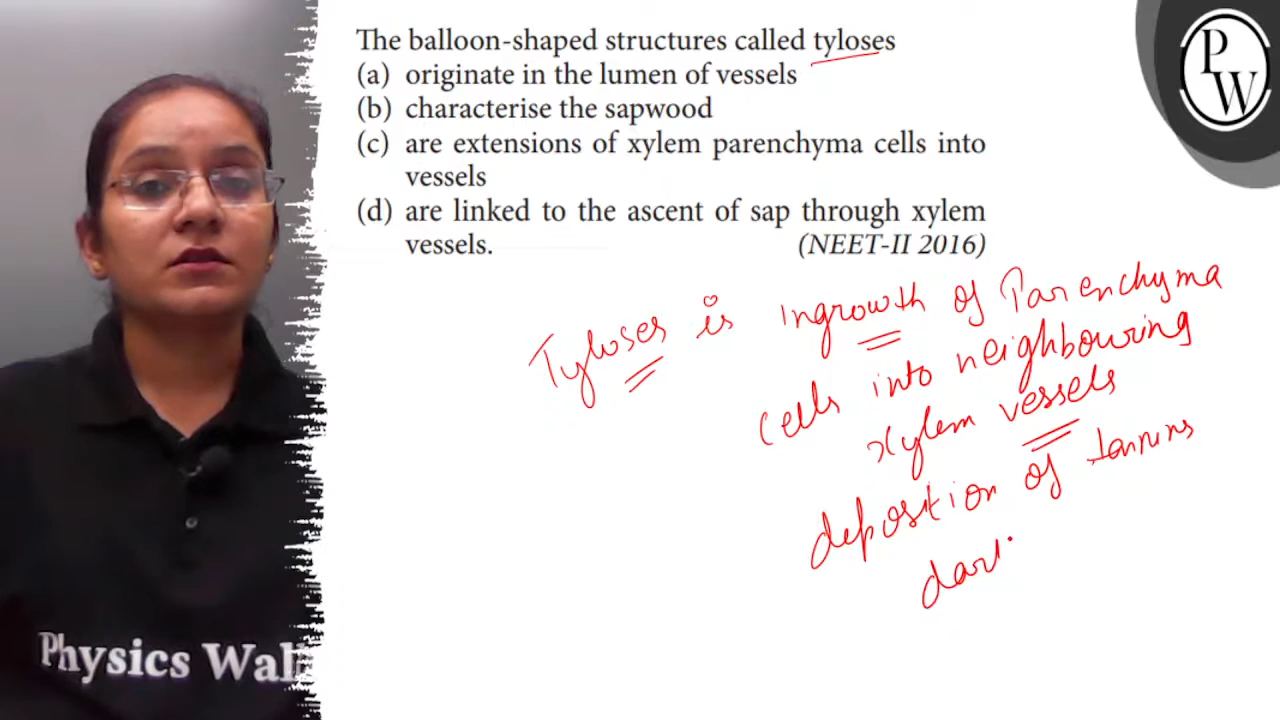 The balloon-shaped structures called tyloses
(a) originate in the lumen of vessels
(b) characterise the sapwood
(c) are extensions of xylem parenchyma cells into
vessels
(d) are linked to the ascent of sap through xylem
vessels. (NEET-II 2016)
PW
Tyloses is ingrowth of Parenchyma
cells into neighbouring
xylem vessels
deposition of tannins
dark
Physics Wall